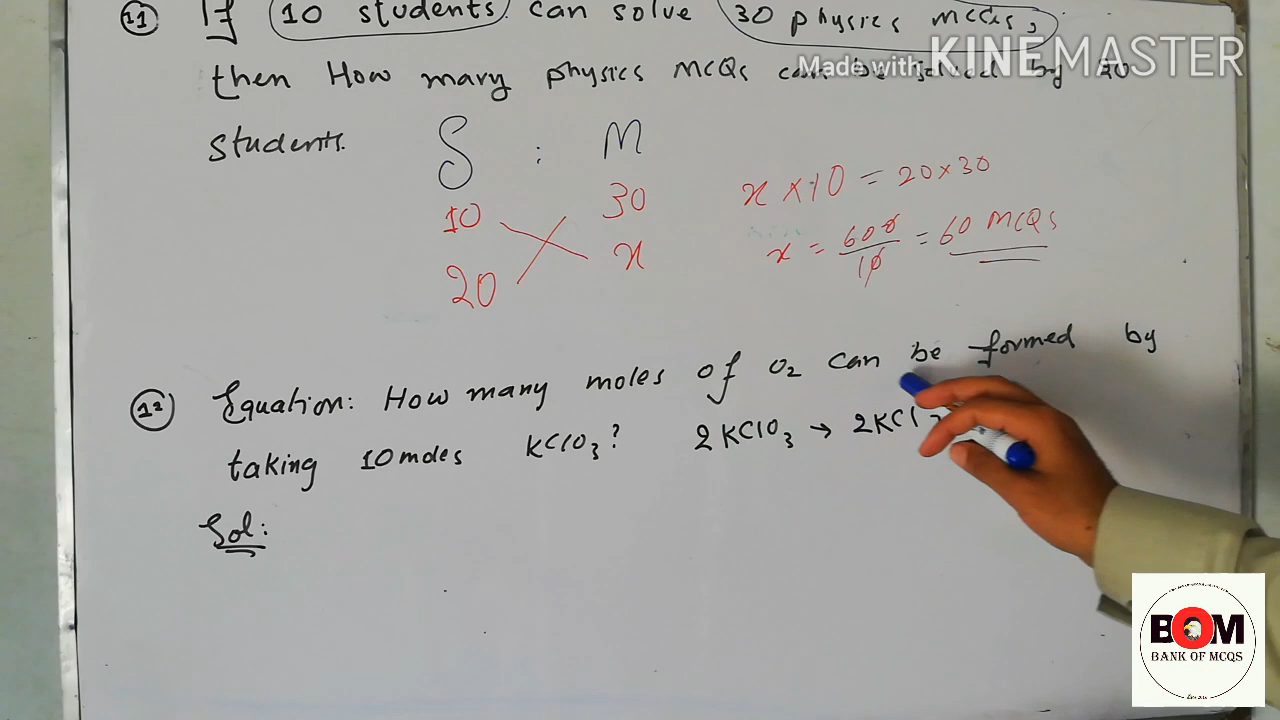 11) If 10 students can solve 30 physics MCQs,
then How many physics MCQs can be solved by 20
students.
S : M
10 30
20 x
x × 10 = 20 × 30
x = 600/10 = 60 MCQs
12) Equation: How many moles of O2 can be formed by
taking 10 moles KClO3? 2KClO3 → 2KCl
Sol:
Made with KINEMASTER
BOM
BANK OF MCQS